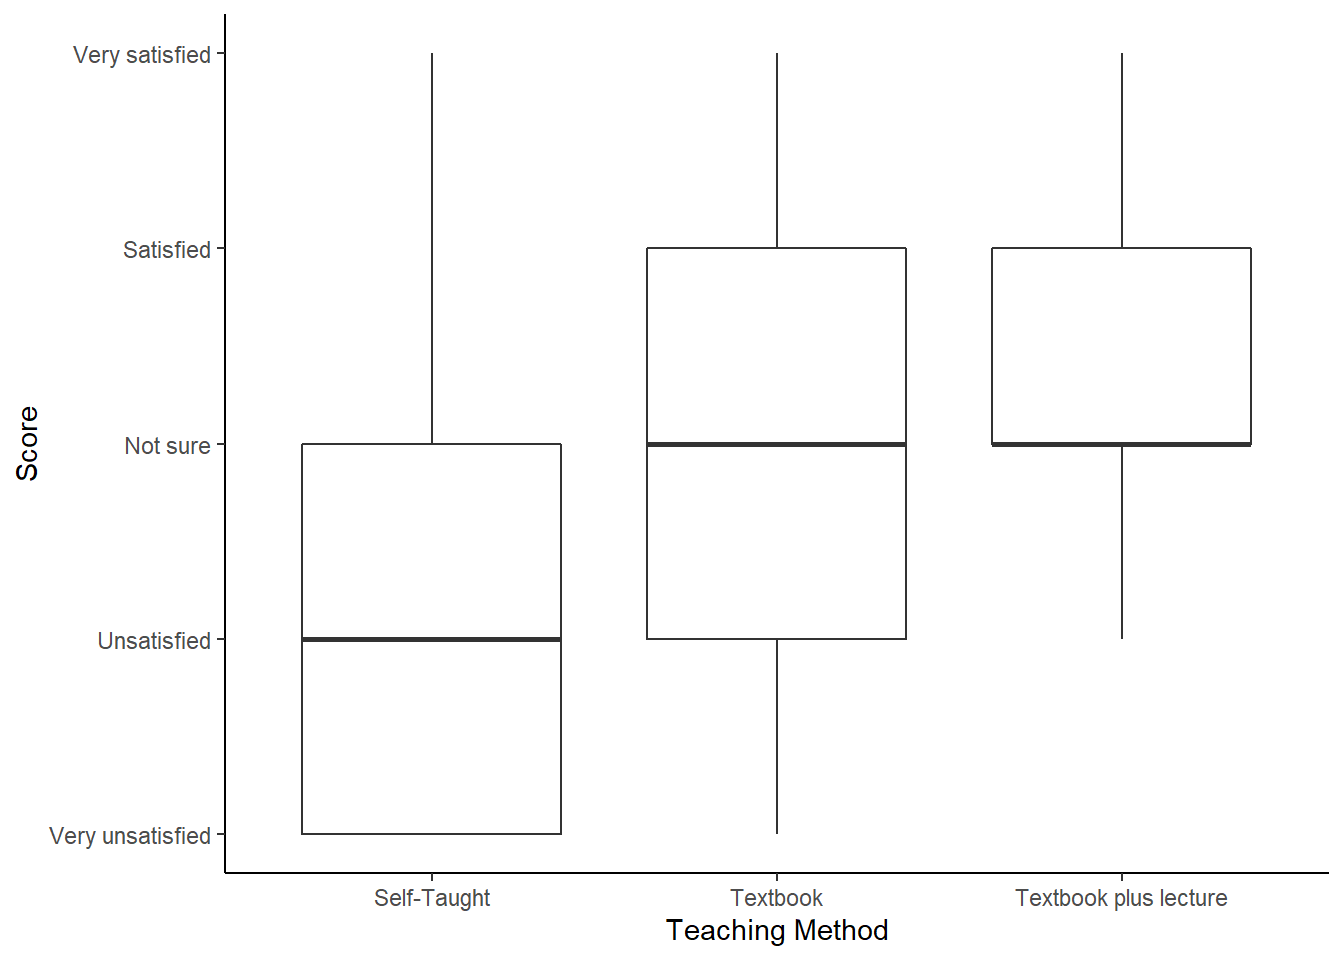 Very satisfied
Satisfied
Not sure
Unsatisfied
Very unsatisfied
Score
Self-Taught
Textbook
Textbook plus lecture
Teaching Method